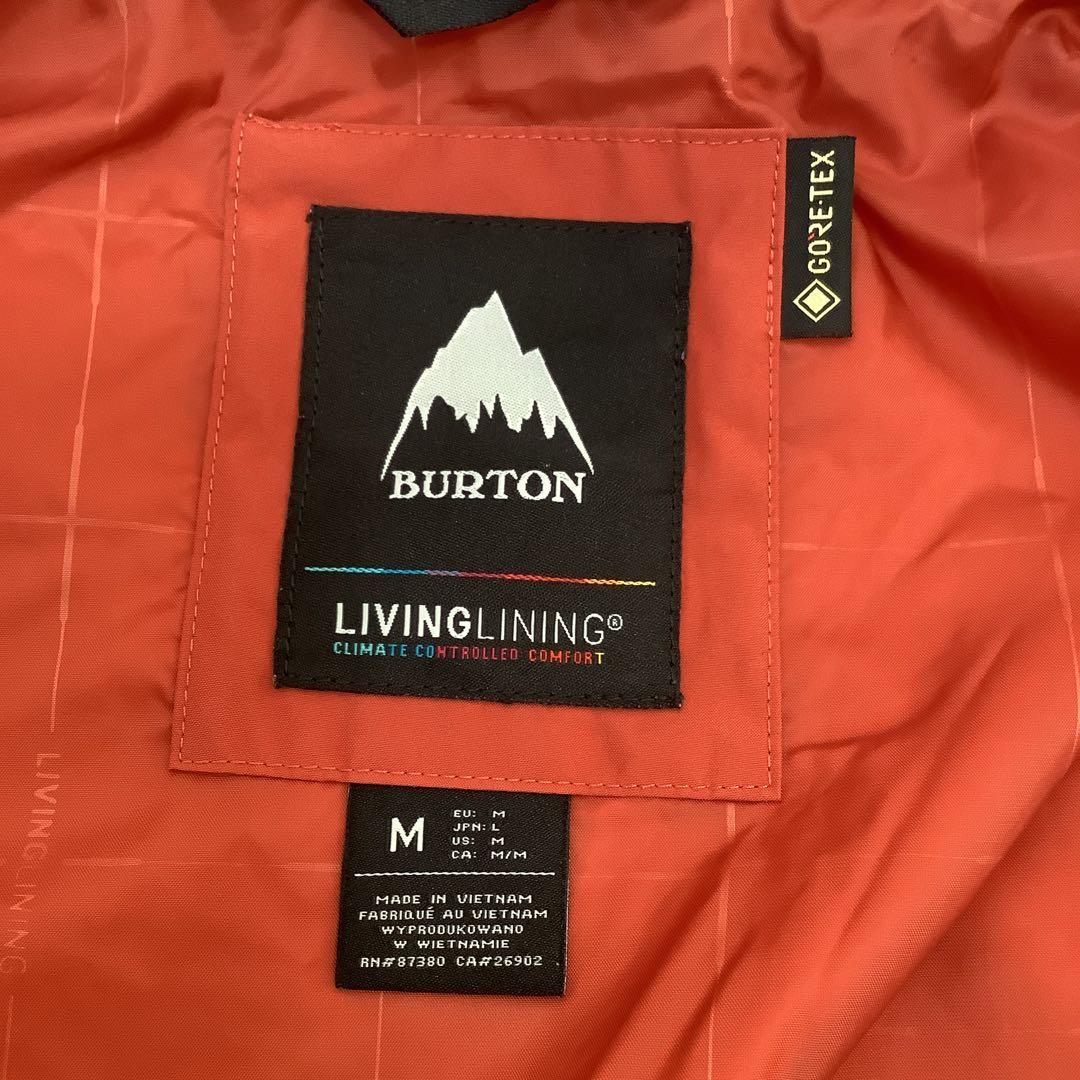 GORE-TEX
BURTON
LIVINGLINING®
CLIMATE CONTROLLED COMFORT
M
EU: M
JPN: L
US: M
CA: M/M
MADE IN VIETNAM
FABRIQUÉ AU VIETNAM
WYPRODUKOWANO
W WIETNAMIE
RN#87380 CA#26902
LIVINGLINING